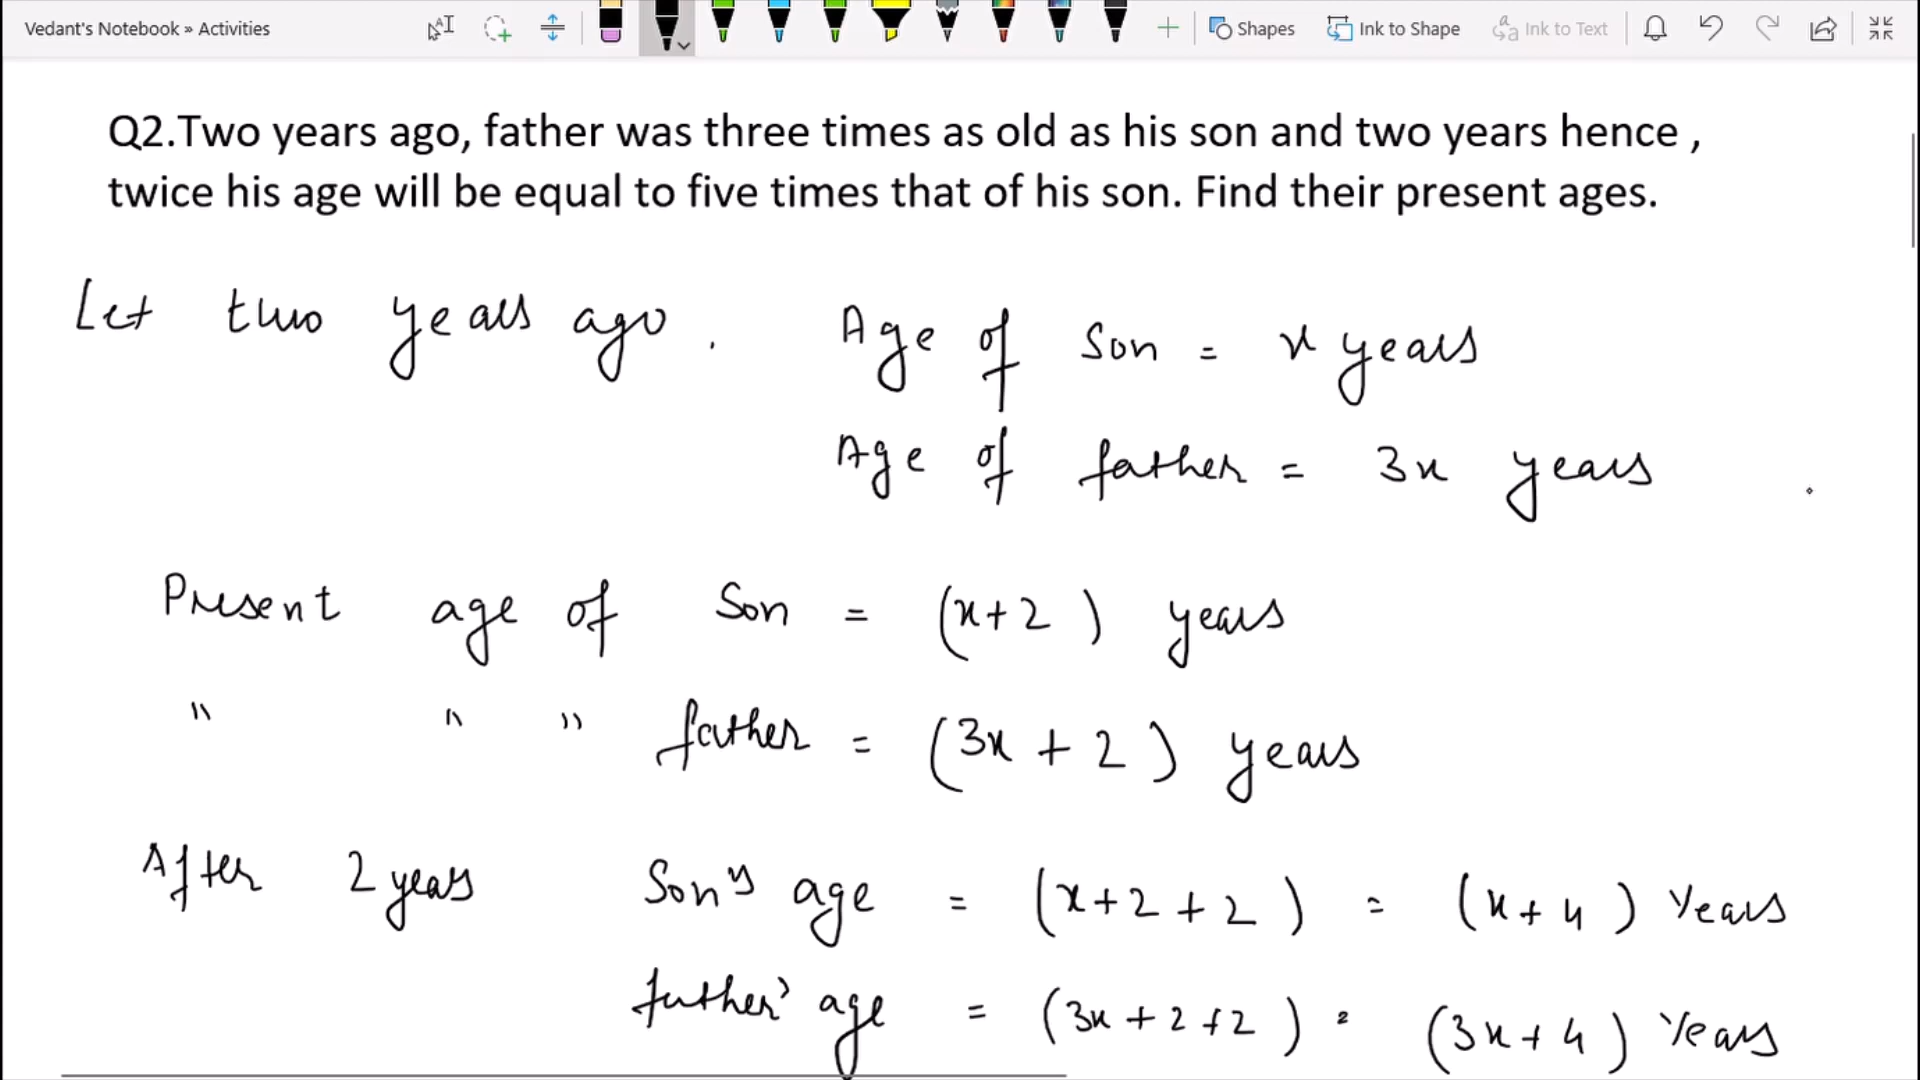 Vedant's Notebook » Activities
Shapes Ink to Shape Ink to Text
Q2.Two years ago, father was three times as old as his son and two years hence ,
twice his age will be equal to five times that of his son. Find their present ages.
Let two years ago . Age of Son = x years
Age of father = 3x years
Present age of Son = (x+2) years
" " " father = (3x + 2) years
After 2 years Son's age = (x+2+2) = (x+4) Years
father' age = (3x+2+2) = (3x+4) Years